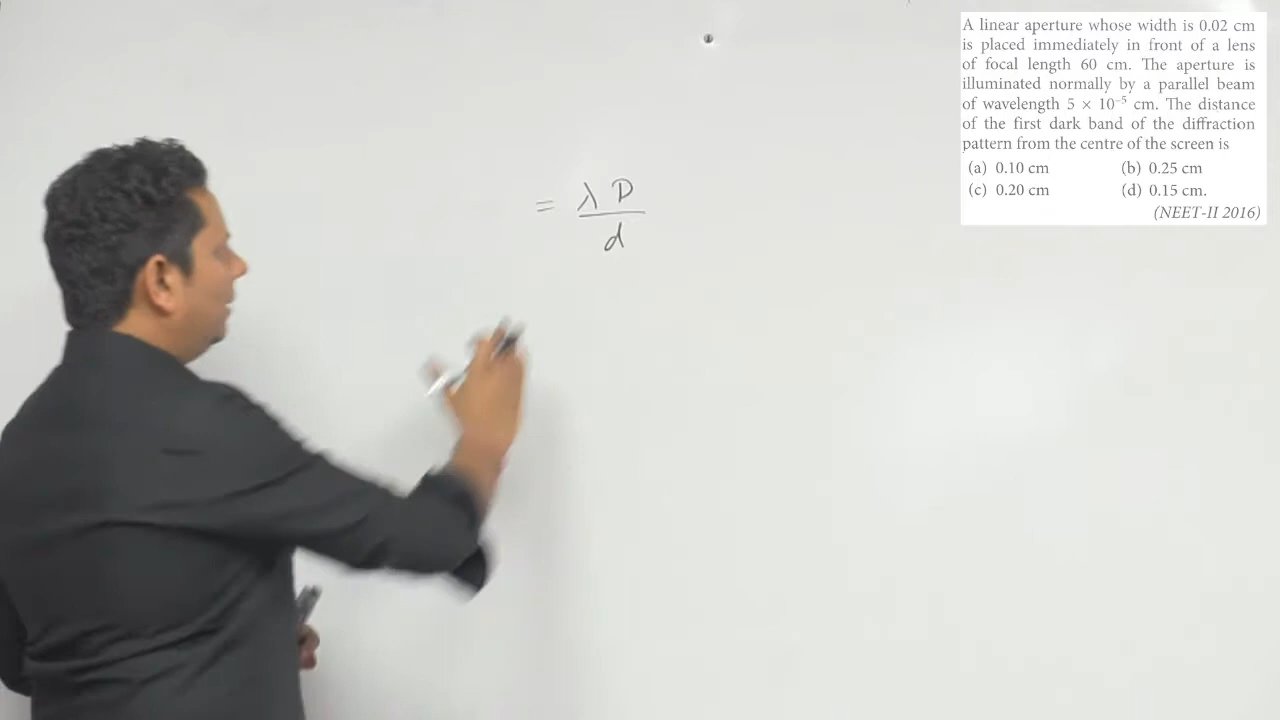 A linear aperture whose width is 0.02 cm
is placed immediately in front of a lens
of focal length 60 cm. The aperture is
illuminated normally by a parallel beam
of wavelength 5 × 10⁻⁵ cm. The distance
of the first dark band of the diffraction
pattern from the centre of the screen is
(a) 0.10 cm (b) 0.25 cm
(c) 0.20 cm (d) 0.15 cm.
(NEET-II 2016)
= λ D
d